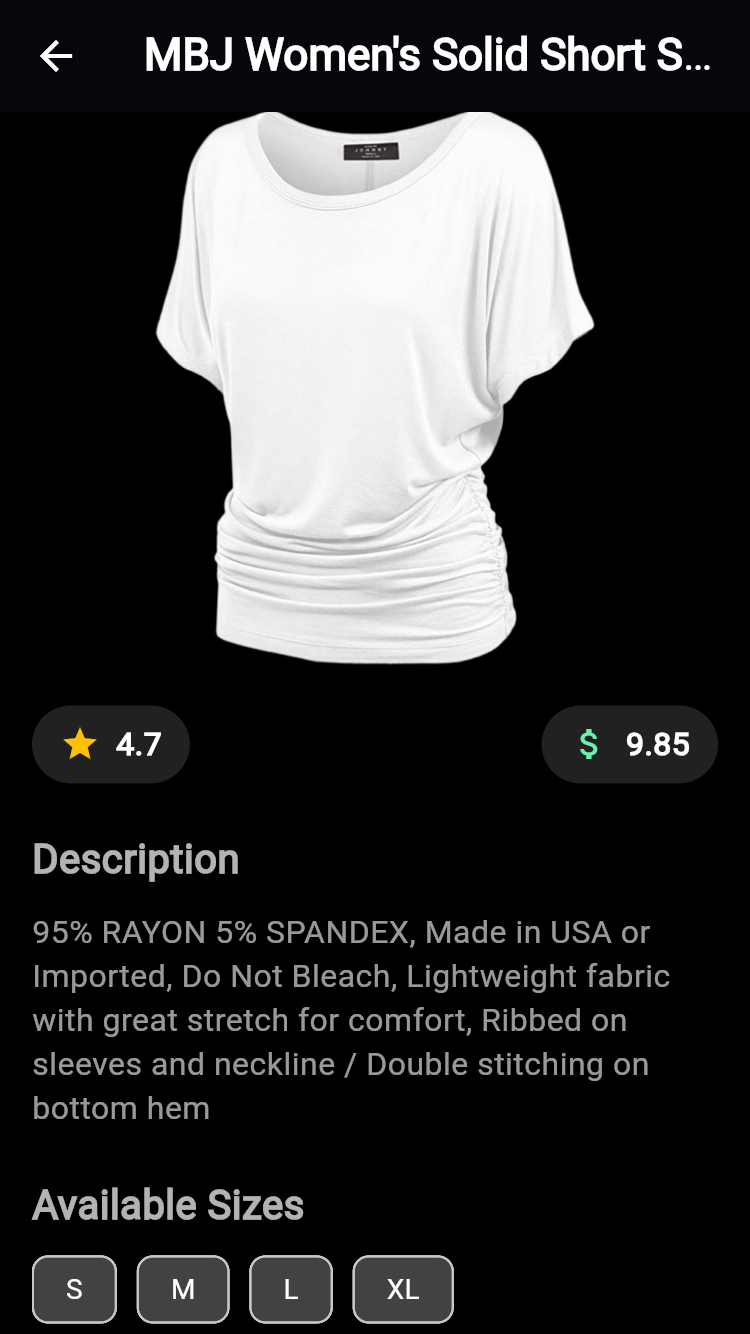 MBJ Women's Solid Short S...
JOHNNY
4.7
$ 9.85
Description
95% RAYON 5% SPANDEX, Made in USA or
Imported, Do Not Bleach, Lightweight fabric
with great stretch for comfort, Ribbed on
sleeves and neckline / Double stitching on
bottom hem
Available Sizes
S M L XL